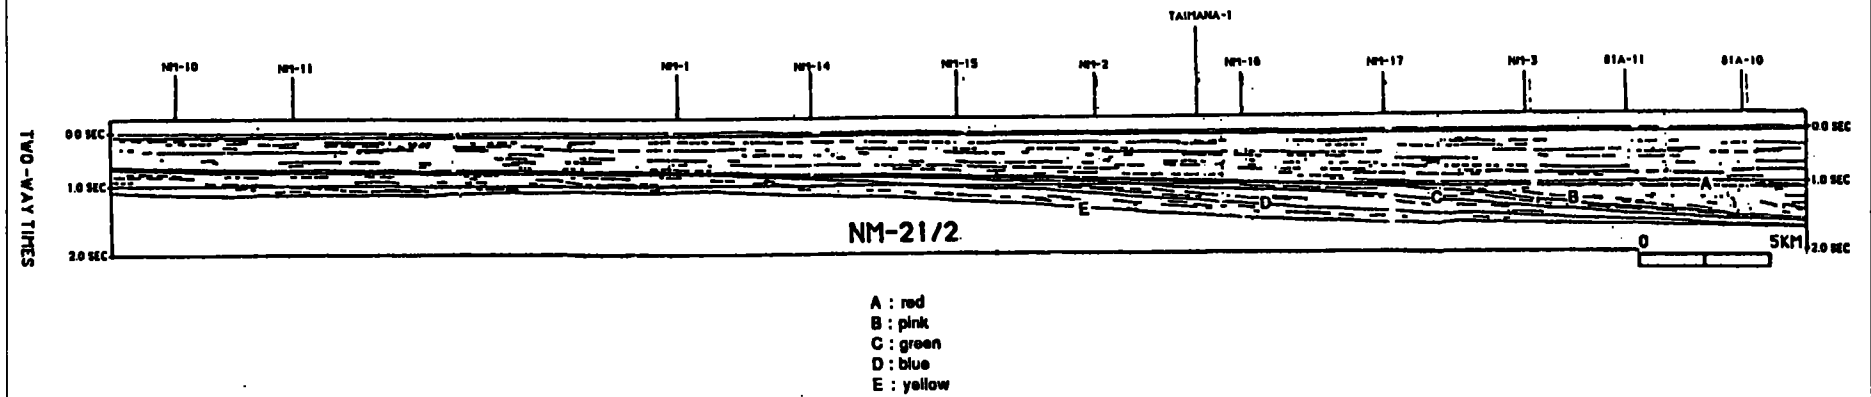 TAIMANA-1
NM-10 NM-11 NM-1 NM-14 NM-15 NM-2 NM-16 NM-17 NM-3 81A-11 81A-10
0.0 SEC 0.0 SEC
1.0 SEC 1.0 SEC
A
B
C
D
E
TWO-WAY TIMES
NM-21/2
2.0 SEC 2.0 SEC
0 5KM
A : red
B : pink
C : green
D : blue
E : yellow